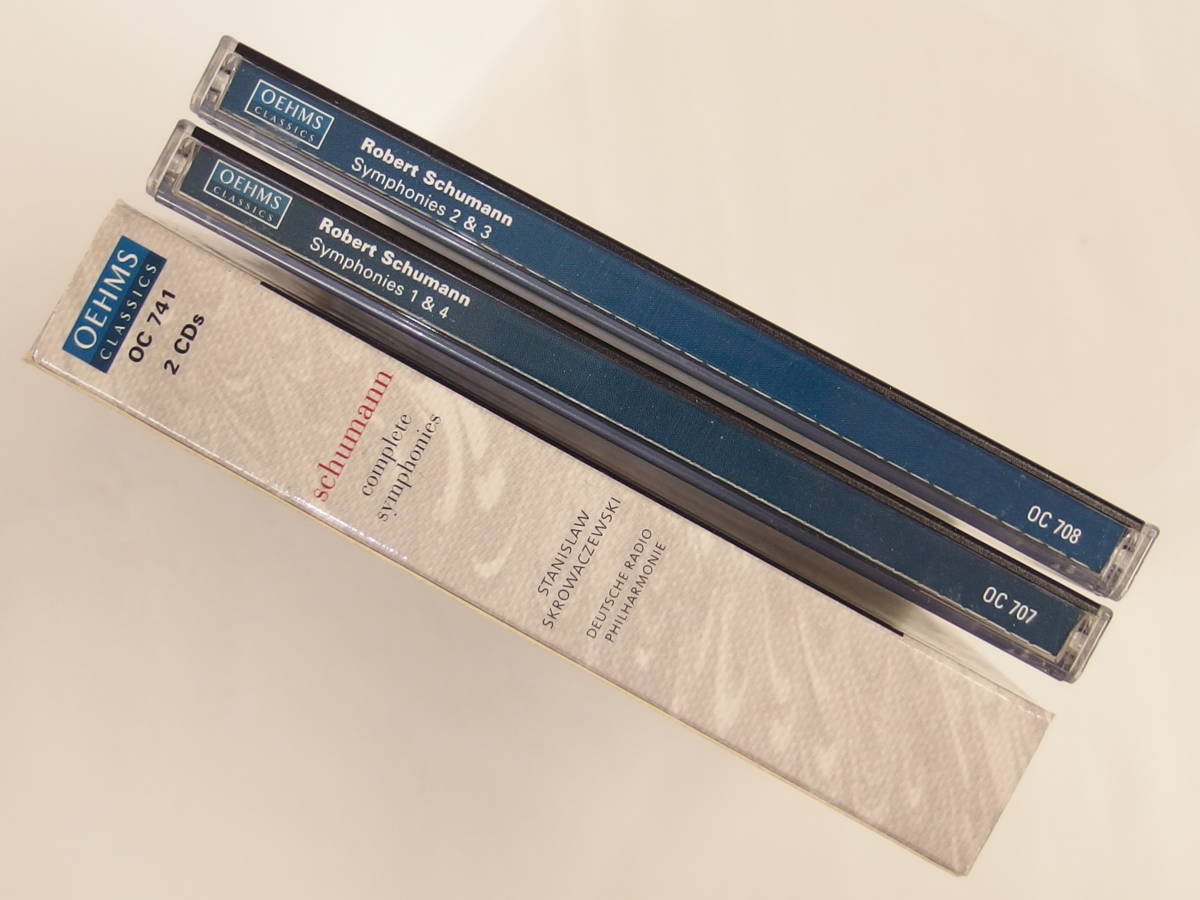 OEHMS
CLASSICS
Robert Schumann
Symphonies 2 & 3
OC 708
OEHMS
CLASSICS
Robert Schumann
Symphonies 1 & 4
OC 707
OEHMS
CLASSICS
OC 741
2 CDs
schumann
complete
symphonies
STANISLAW
SKROWACZEWSKI
DEUTSCHE RADIO
PHILHARMONIE